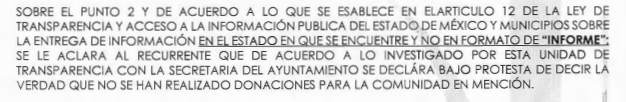 SOBRE EL PUNTO 2 Y DE ACUERDO A LO QUE SE ESABLECE EN ELARTICULO 12 DE LA LEY DE
TRANSPARENCIA Y ACCESO A LA INFORMACIÓN PUBLICA DEL ESTADO DE MÉXICO Y MUNICIPIOS SOBRE
LA ENTREGA DE INFORMACIÓN EN EL ESTADO EN QUE SE ENCUENTRE Y NO EN FORMATO DE "INFORME":
SE LE ACLARA AL RECURRENTE QUE DE ACUERDO A LO INVESTIGADO POR ESTA UNIDAD DE
TRANSPARENCIA CON LA SECRETARIA DEL AYUNTAMIENTO SE DECLÁRA BAJO PROTESTA DE DECIR LA
VERDAD QUE NO SE HAN REALIZADO DONACIONES PARA LA COMUNIDAD EN MENCIÓN.